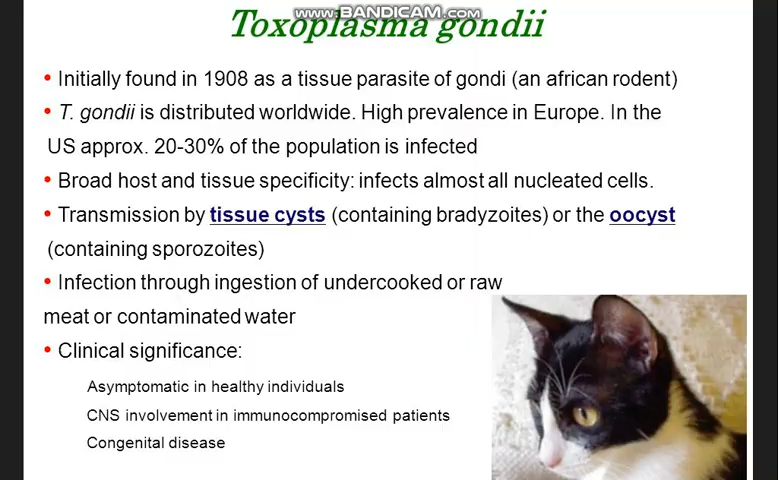 www.BANDICAM.com
Toxoplasma gondii
• Initially found in 1908 as a tissue parasite of gondi (an african rodent)
• T. gondii is distributed worldwide. High prevalence in Europe. In the
US approx. 20-30% of the population is infected
• Broad host and tissue specificity: infects almost all nucleated cells.
• Transmission by tissue cysts (containing bradyzoites) or the oocyst
(containing sporozoites)
• Infection through ingestion of undercooked or raw
meat or contaminated water
• Clinical significance:
Asymptomatic in healthy individuals
CNS involvement in immunocompromised patients
Congenital disease